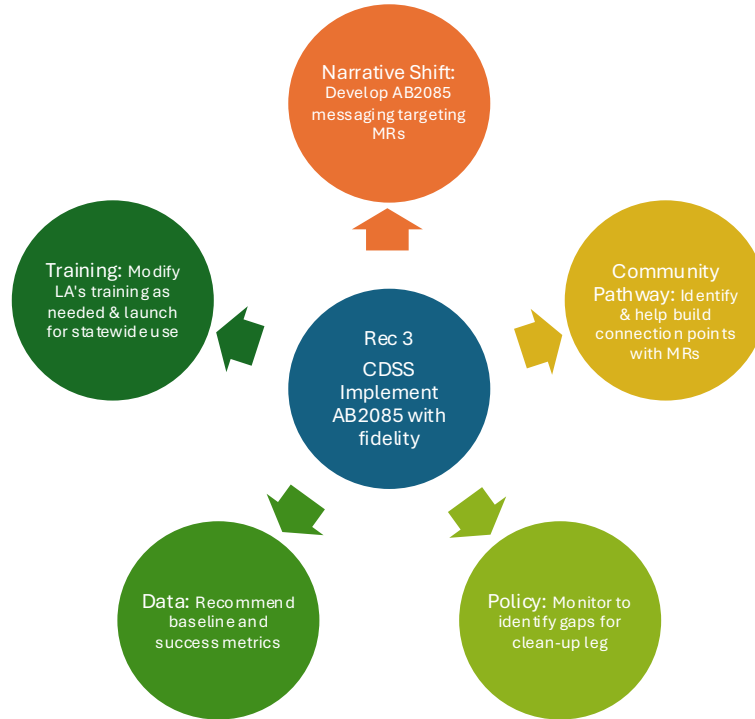 Narrative Shift:
Develop AB2085
messaging targeting
MRs
Training: Modify
LA's training as
needed & launch
for statewide use
Community
Pathway: Identify
& help build
connection points
with MRs
Rec 3
CDSS
Implement
AB2085 with
fidelity
Data: Recommend
baseline and
success metrics
Policy: Monitor to
identify gaps for
clean-up leg